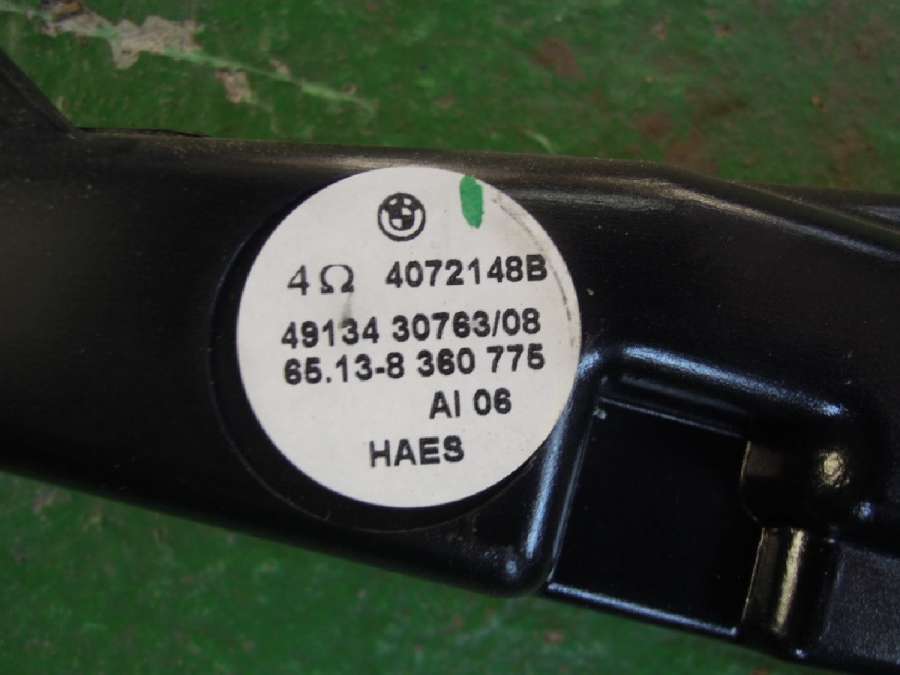 4Ω 4072148B
49134 30763/08
65.13-8 360 775
AI 06
HAES